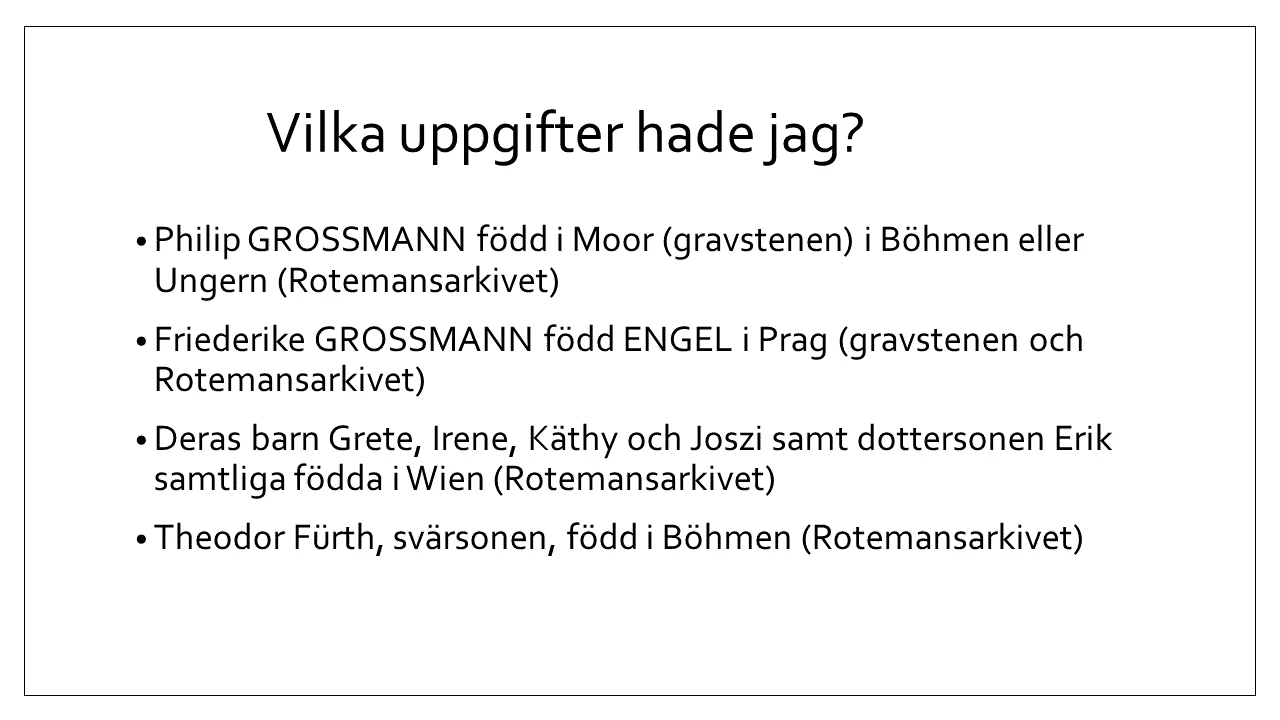 Vilka uppgifter hade jag?
• Philip GROSSMANN född i Moor (gravstenen) i Böhmen eller
Ungern (Rotemansarkivet)
• Friederike GROSSMANN född ENGEL i Prag (gravstenen och
Rotemansarkivet)
• Deras barn Grete, Irene, Käthy och Joszi samt dottersonen Erik
samtliga födda i Wien (Rotemansarkivet)
• Theodor Fürth, svärsonen, född i Böhmen (Rotemansarkivet)